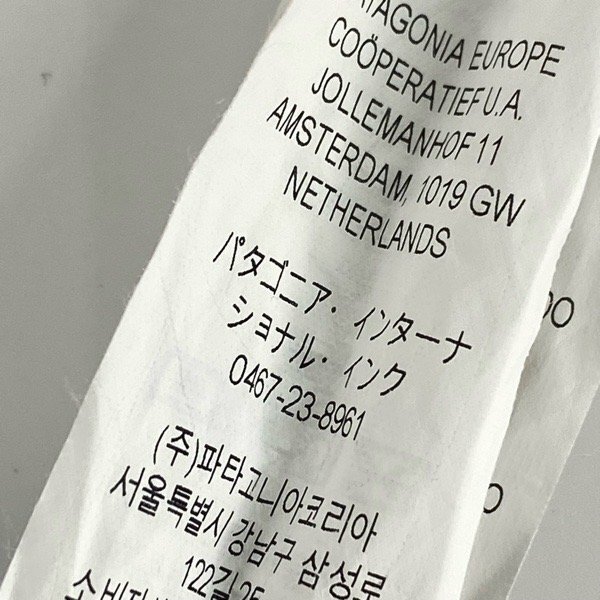 PATAGONIA EUROPE
COÖPERATIEF U.A.
JOLLEMANHOF 11
AMSTERDAM, 1019 GW
NETHERLANDS
パタゴニア・インターナ
ショナル・インク
0467-23-8961
(주)파타고니아코리아
서울특별시 강남구 삼성로
122길 25